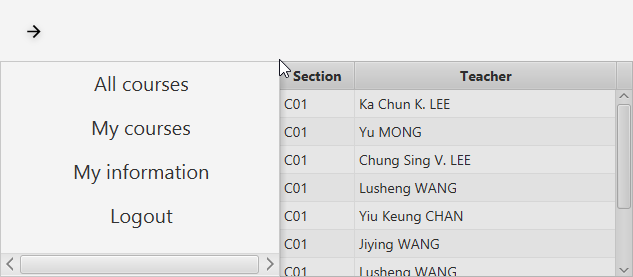 All courses
My courses
My information
Logout
Section Teacher
C01 Ka Chun K. LEE
C01 Yu MONG
C01 Chung Sing V. LEE
C01 Lusheng WANG
C01 Yiu Keung CHAN
C01 Jiying WANG
C01 Lusheng WANG